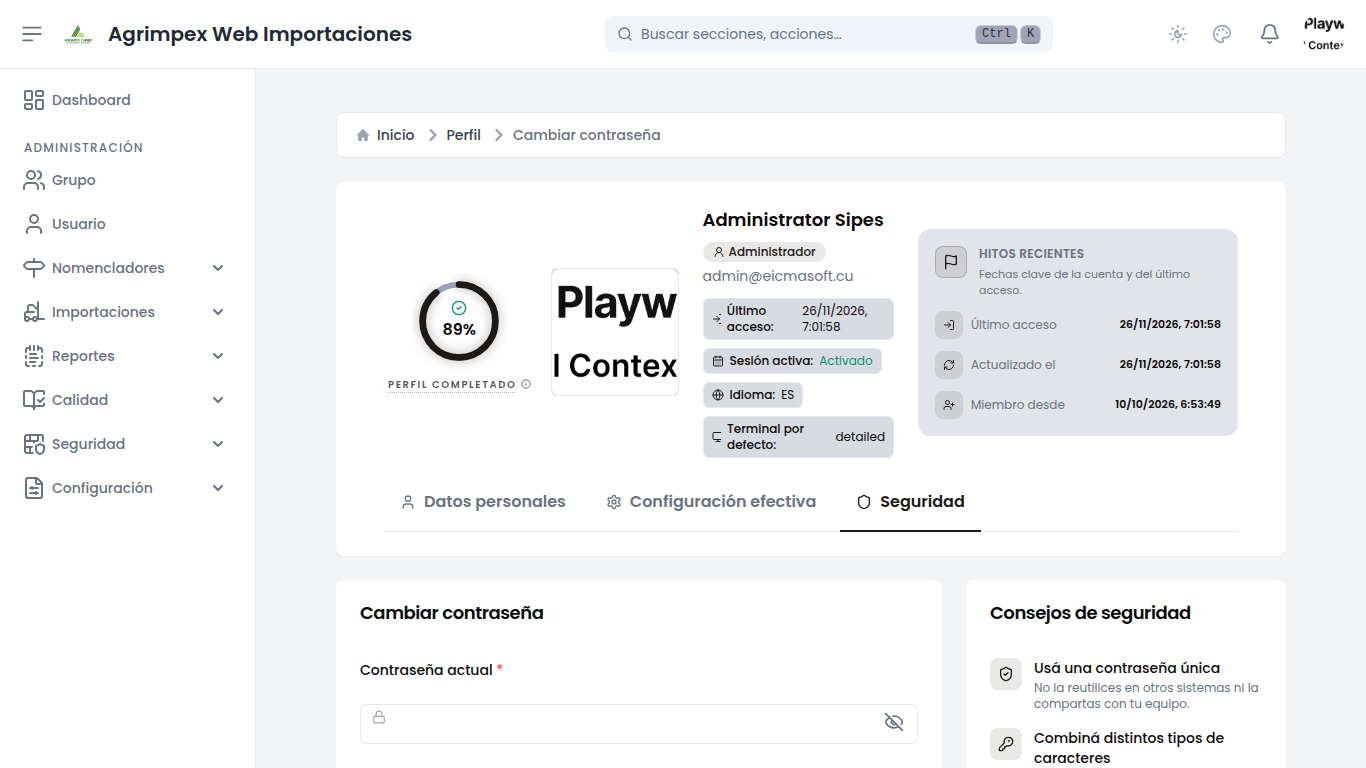 Agrimpex Web Importaciones
Buscar secciones, acciones...
Ctrl K
Playw
Contex
Dashboard
ADMINISTRACIÓN
Grupo
Usuario
Nomencladores
Importaciones
Reportes
Calidad
Seguridad
Configuración
Inicio
Perfil
Cambiar contraseña
89%
PERFIL COMPLETADO
Playw
l Contex
Administrator Sipes
Administrador
admin@eicmasoft.cu
Último acceso: 26/11/2026, 7:01:58
Sesión activa: Activado
Idioma: ES
Terminal por defecto: detailed
HITOS RECIENTES
Fechas clave de la cuenta y del último
acceso.
Último acceso 26/11/2026, 7:01:58
Actualizado el 26/11/2026, 7:01:58
Miembro desde 10/10/2026, 6:53:49
Datos personales
Configuración efectiva
Seguridad
Cambiar contraseña
Contraseña actual *
Consejos de seguridad
Usá una contraseña única
No la reutilices en otros sistemas ni la
compartas con tu equipo.
Combiná distintos tipos de
caracteres